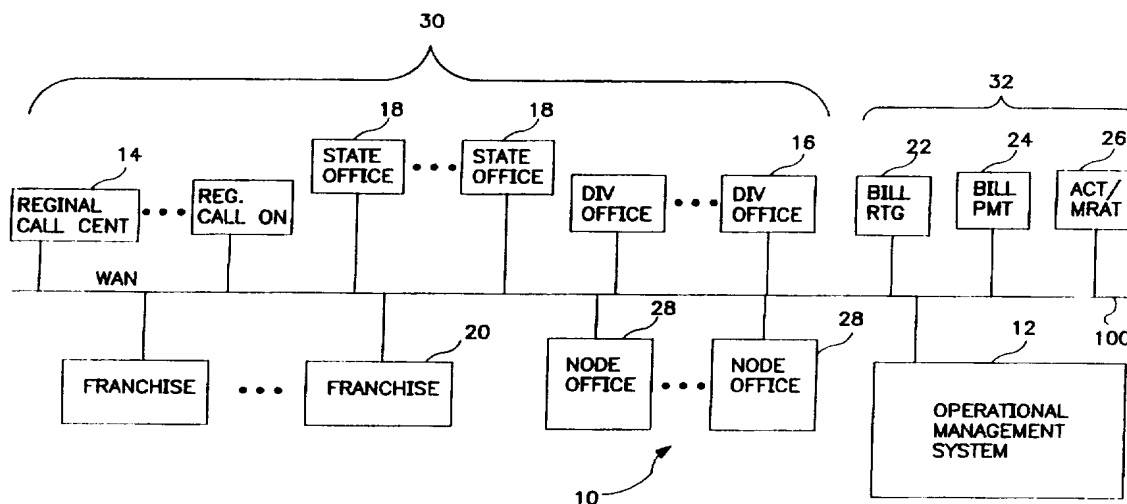 30
32
18
18
14
16
22
24
26
STATE
OFFICE
STATE
OFFICE
REGINAL
CALL CENT
REG.
CALL ON
DIV
OFFICE
DIV
OFFICE
BILL
RTG
BILL
PMT
ACT/
MRAT
WAN
100
20
28
28
12
FRANCHISE
FRANCHISE
NODE
OFFICE
NODE
OFFICE
OPERATIONAL
MANAGEMENT
SYSTEM
10